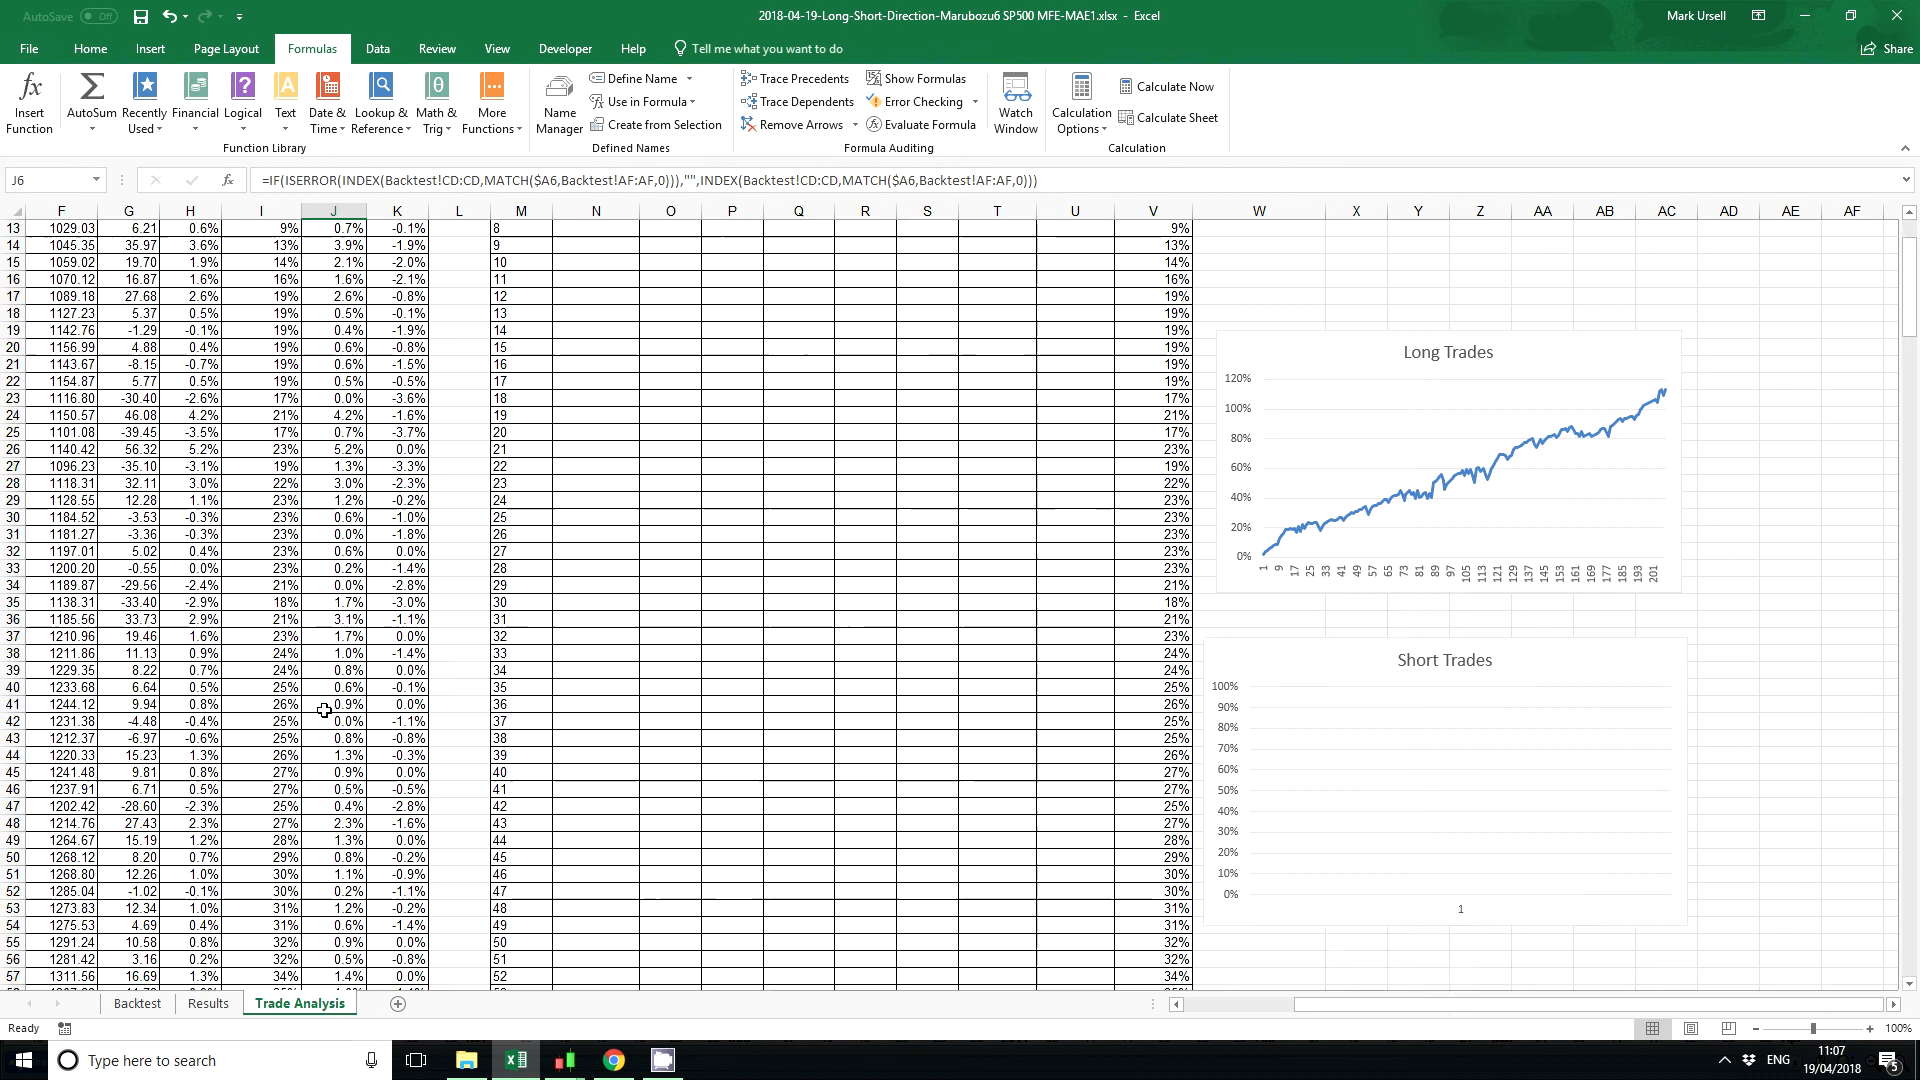 AutoSave Off
2018-04-19-Long-Short-Direction-Marubozu6 SP500 MFE-MAE1.xlsx - Excel
Mark Ursell
File Home Insert Page Layout Formulas Data Review View Developer Help Tell me what you want to do Share
Insert Function
AutoSum
Recently Used
Financial
Logical
Text
Date & Time
Lookup & Reference
Math & Trig
More Functions
Function Library
Name Manager
Define Name
Use in Formula
Create from Selection
Defined Names
Trace Precedents
Trace Dependents
Remove Arrows
Show Formulas
Error Checking
Evaluate Formula
Formula Auditing
Watch Window
Calculation Options
Calculate Now
Calculate Sheet
Calculation
J6 fx =IF(ISERROR(INDEX(Backtest!CD:CD,MATCH($A6,Backtest!AF:AF,0))),"",INDEX(Backtest!CD:CD,MATCH($A6,Backtest!AF:AF,0)))
F G H I J K L M N O P Q R S T U V W X Y Z AA AB AC AD AE AF
13 1029.03 6.21 0.6% 9% 0.7% -0.1% 8 9%
14 1045.35 35.97 3.6% 13% 3.9% -1.9% 9 13%
15 1059.02 19.70 1.9% 14% 2.1% -2.0% 10 14%
16 1070.12 16.87 1.6% 16% 1.6% -2.1% 11 16%
17 1089.18 27.68 2.6% 19% 2.6% -0.8% 12 19%
18 1127.23 5.37 0.5% 19% 0.5% -0.1% 13 19%
19 1142.76 -1.29 -0.1% 19% 0.4% -1.9% 14 19%
20 1156.99 4.88 0.4% 19% 0.6% -0.8% 15 19%
21 1143.67 -8.15 -0.7% 19% 0.6% -1.5% 16 19%
22 1154.87 5.77 0.5% 19% 0.5% -0.5% 17 19%
23 1116.80 -30.40 -2.6% 17% 0.0% -3.6% 18 17%
24 1150.57 46.08 4.2% 21% 4.2% -1.6% 19 21%
25 1101.08 -39.45 -3.5% 17% 0.7% -3.7% 20 17%
26 1140.42 56.32 5.2% 23% 5.2% 0.0% 21 23%
27 1096.23 -35.10 -3.1% 19% 1.3% -3.3% 22 19%
28 1118.31 32.11 3.0% 22% 3.0% -2.3% 23 22%
29 1128.55 12.28 1.1% 23% 1.2% -0.2% 24 23%
30 1184.52 -3.53 -0.3% 23% 0.6% -1.0% 25 23%
31 1181.27 -3.36 -0.3% 23% 0.0% -1.8% 26 23%
32 1197.01 5.02 0.4% 23% 0.6% 0.0% 27 23%
33 1200.20 -0.55 0.0% 23% 0.2% -1.4% 28 23%
34 1189.87 -29.56 -2.4% 21% 0.0% -2.8% 29 21%
35 1138.31 -33.40 -2.9% 18% 1.7% -3.0% 30 18%
36 1185.56 33.73 2.9% 21% 3.1% -1.1% 31 21%
37 1210.96 19.46 1.6% 23% 1.7% 0.0% 32 23%
38 1211.86 11.13 0.9% 24% 1.0% -1.4% 33 24%
39 1229.35 8.22 0.7% 24% 0.8% 0.0% 34 24%
40 1233.68 6.64 0.5% 25% 0.6% -0.1% 35 25%
41 1244.12 9.94 0.8% 26% 0.9% 0.0% 36 26%
42 1231.38 -4.48 -0.4% 25% 0.0% -1.1% 37 25%
43 1212.37 -6.97 -0.6% 25% 0.8% -0.8% 38 25%
44 1220.33 15.23 1.3% 26% 1.3% -0.3% 39 26%
45 1241.48 9.81 0.8% 27% 0.9% 0.0% 40 27%
46 1237.91 6.71 0.5% 27% 0.5% -0.5% 41 27%
47 1202.42 -28.60 -2.3% 25% 0.4% -2.8% 42 25%
48 1214.76 27.43 2.3% 27% 2.3% -1.6% 43 27%
49 1264.67 15.19 1.2% 28% 1.3% 0.0% 44 28%
50 1268.12 8.20 0.7% 29% 0.8% -0.2% 45 29%
51 1268.80 12.26 1.0% 30% 1.1% -0.9% 46 30%
52 1285.04 -1.02 -0.1% 30% 0.2% -1.1% 47 30%
53 1273.83 12.34 1.0% 31% 1.2% -0.2% 48 31%
54 1275.53 4.69 0.4% 31% 0.6% -1.4% 49 31%
55 1291.24 10.58 0.8% 32% 0.9% 0.0% 50 32%
56 1281.42 3.16 0.2% 32% 0.5% -0.8% 51 32%
57 1311.56 16.69 1.3% 34% 1.4% 0.0% 52 34%
Long Trades
120%
100%
80%
60%
40%
20%
0%
1 9 17 25 33 41 49 57 65 73 81 89 97 105 113 121 129 137 145 153 161 169 177 185 193 201
Short Trades
100%
90%
80%
70%
60%
50%
40%
30%
20%
10%
0%
1
Backtest Results Trade Analysis
Ready
100%
Type here to search
ENG
11:07
19/04/2018
5